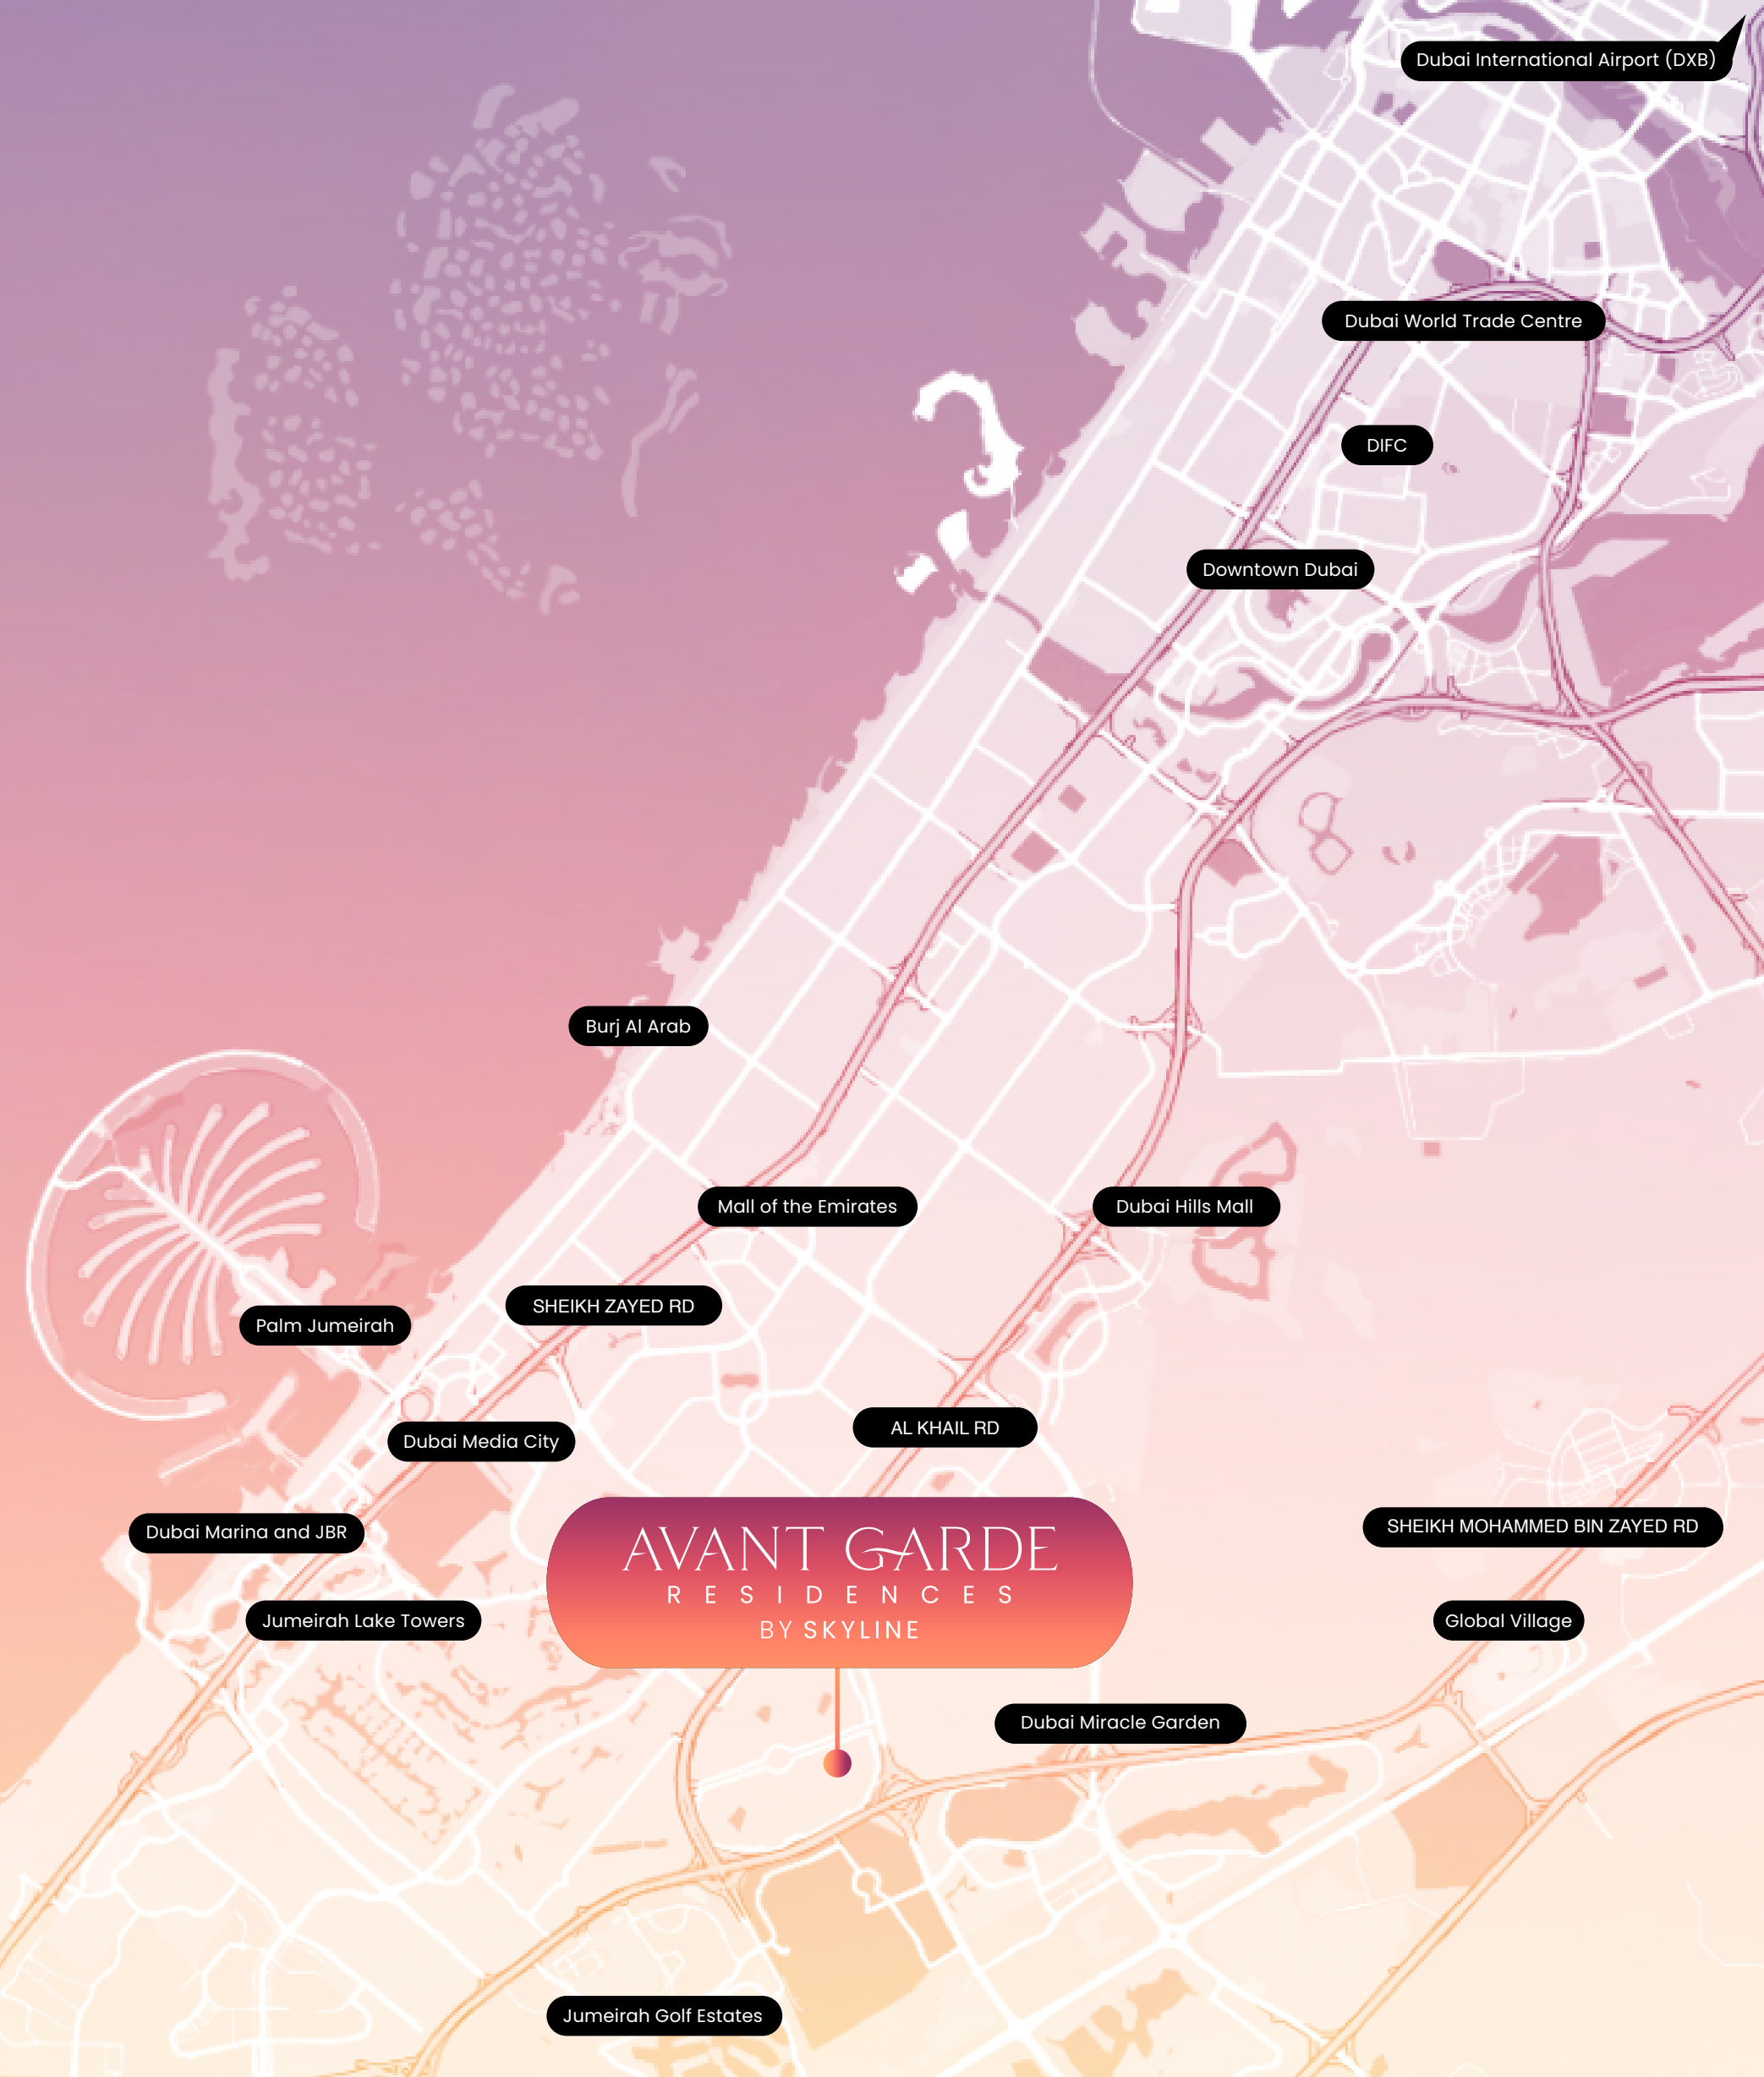 Dubai International Airport (DXB)
Dubai World Trade Centre
DIFC
Downtown Dubai
Burj Al Arab
Mall of the Emirates
Dubai Hills Mall
SHEIKH ZAYED RD
Palm Jumeirah
AL KHAIL RD
Dubai Media City
SHEIKH MOHAMMED BIN ZAYED RD
Dubai Marina and JBR
AVANT GARDE
RESIDENCES
BY SKYLINE
Jumeirah Lake Towers
Global Village
Dubai Miracle Garden
Jumeirah Golf Estates